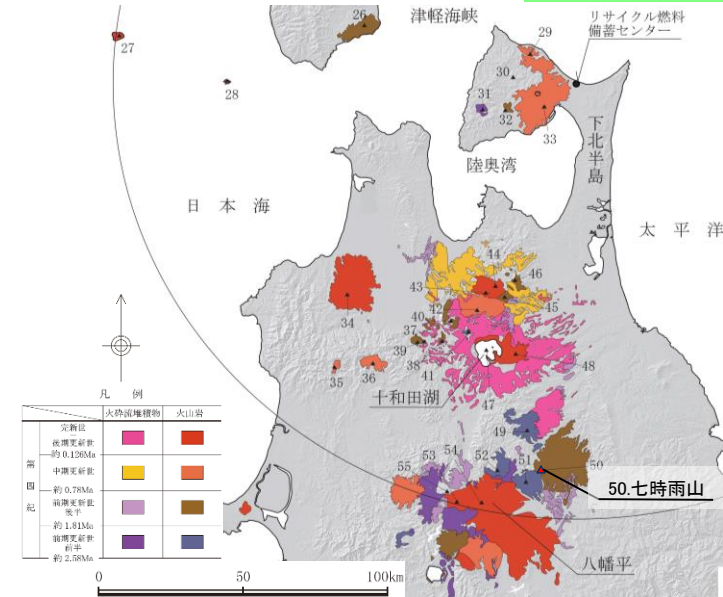 津軽海峡
リサイクル燃料
備蓄センター
26
27
28
29
30
31
32
33
下北半島
陸奥湾
日本海
太平洋
34
35
36
37
38
39
40
41
42
43
44
45
46
47
48
十和田湖
49
50
51
52
53
54
55
50.七時雨山
八幡平
凡例
火砕流堆積物
火山岩
第四紀
完新世
~
後期更新世
約 0.126Ma
中期更新世
約 0.78Ma
前期更新世
後半
約 1.81Ma
前期更新世
前半
約 2.58Ma
0
50
100km